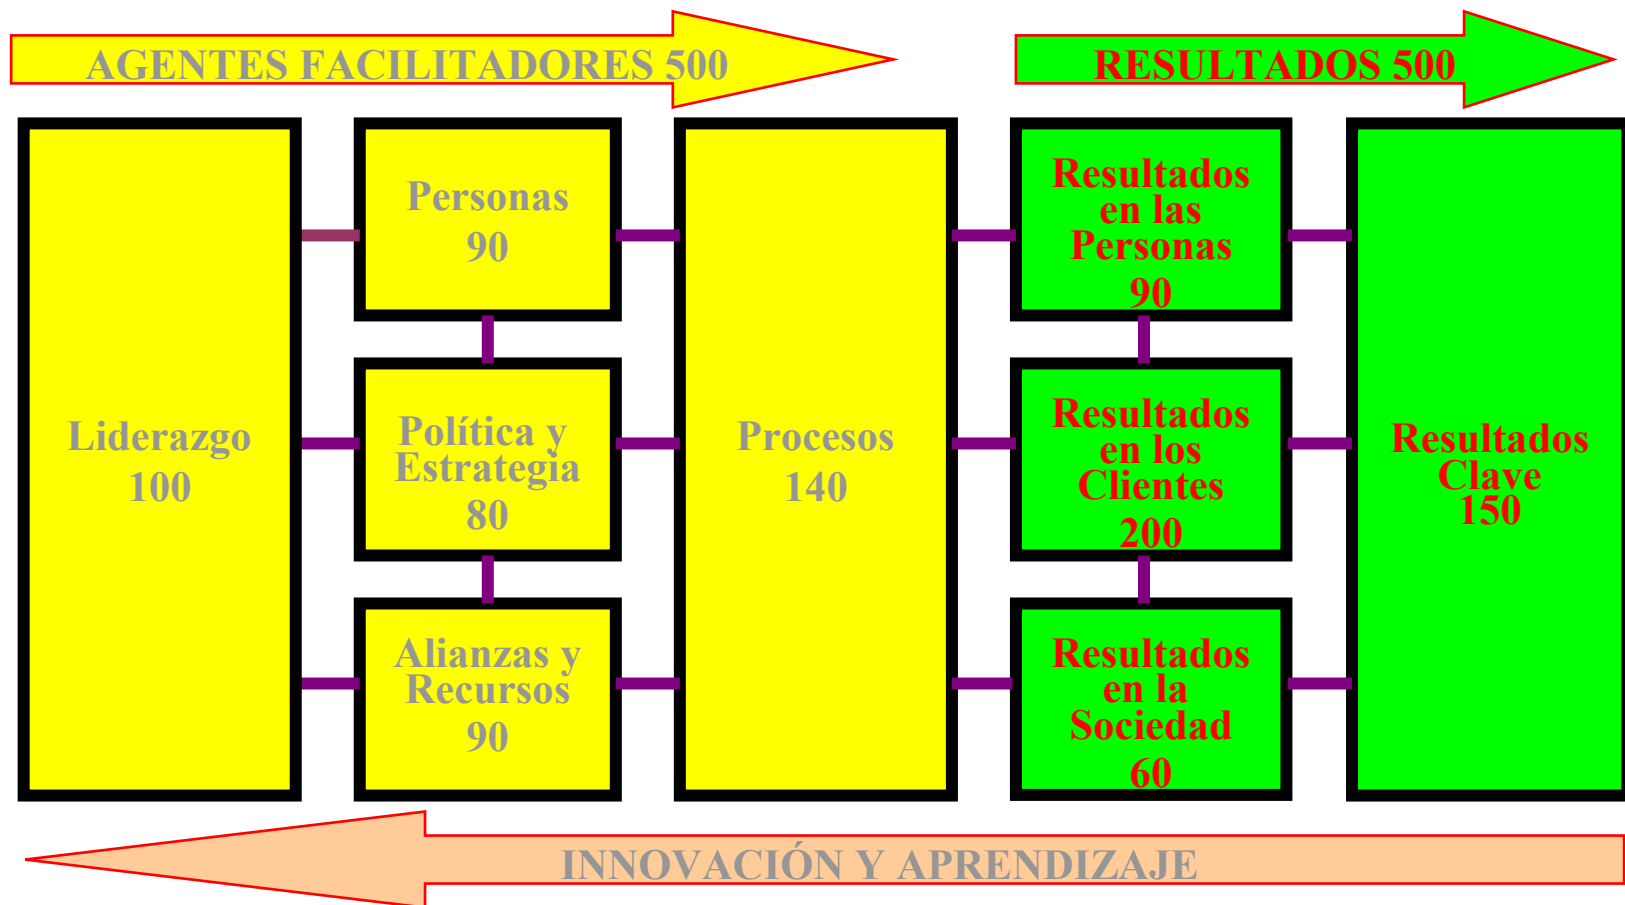 AGENTES FACILITADORES 500
RESULTADOS 500
Liderazgo
100
Personas
90
Política y
Estrategia
80
Alianzas y
Recursos
90
Procesos
140
Resultados
en las
Personas
90
Resultados
en los
Clientes
200
Resultados
en la
Sociedad
60
Resultados
Clave
150
INNOVACIÓN Y APRENDIZAJE